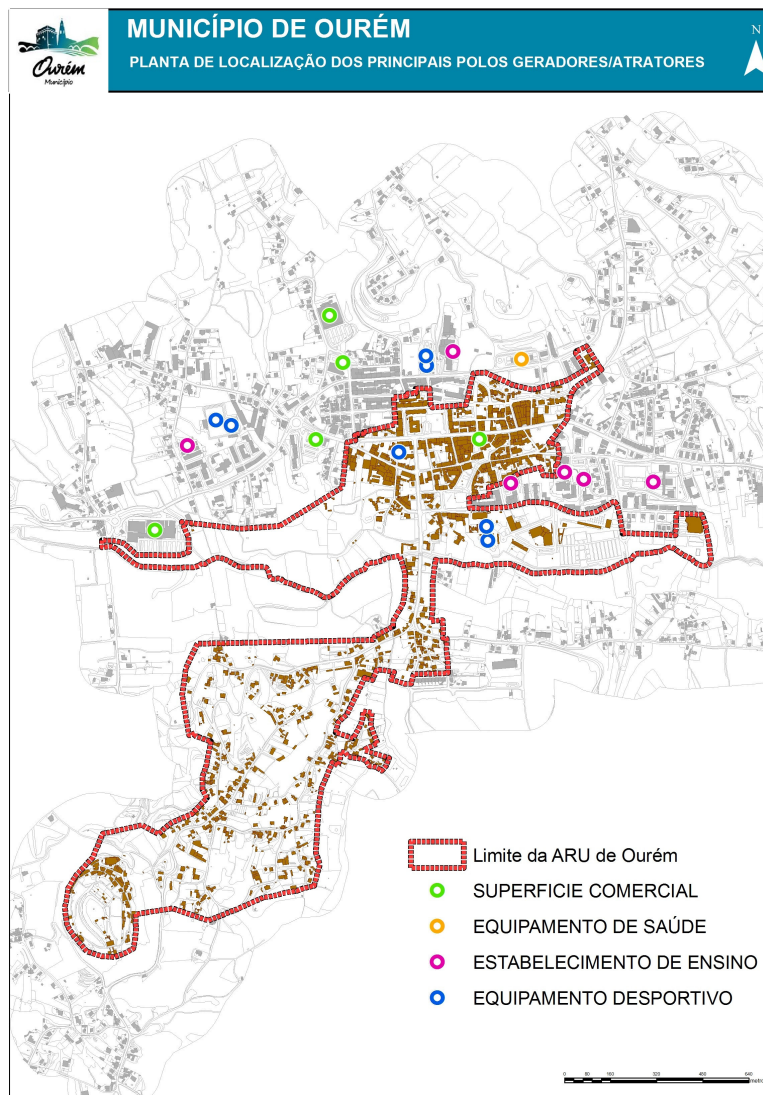 Ourém
Município
MUNICÍPIO DE OURÉM
PLANTA DE LOCALIZAÇÃO DOS PRINCIPAIS POLOS GERADORES/ATRATORES
N
Limite da ARU de Ourém
SUPERFICIE COMERCIAL
EQUIPAMENTO DE SAÚDE
ESTABELECIMENTO DE ENSINO
EQUIPAMENTO DESPORTIVO
0 80 160 320 480 640